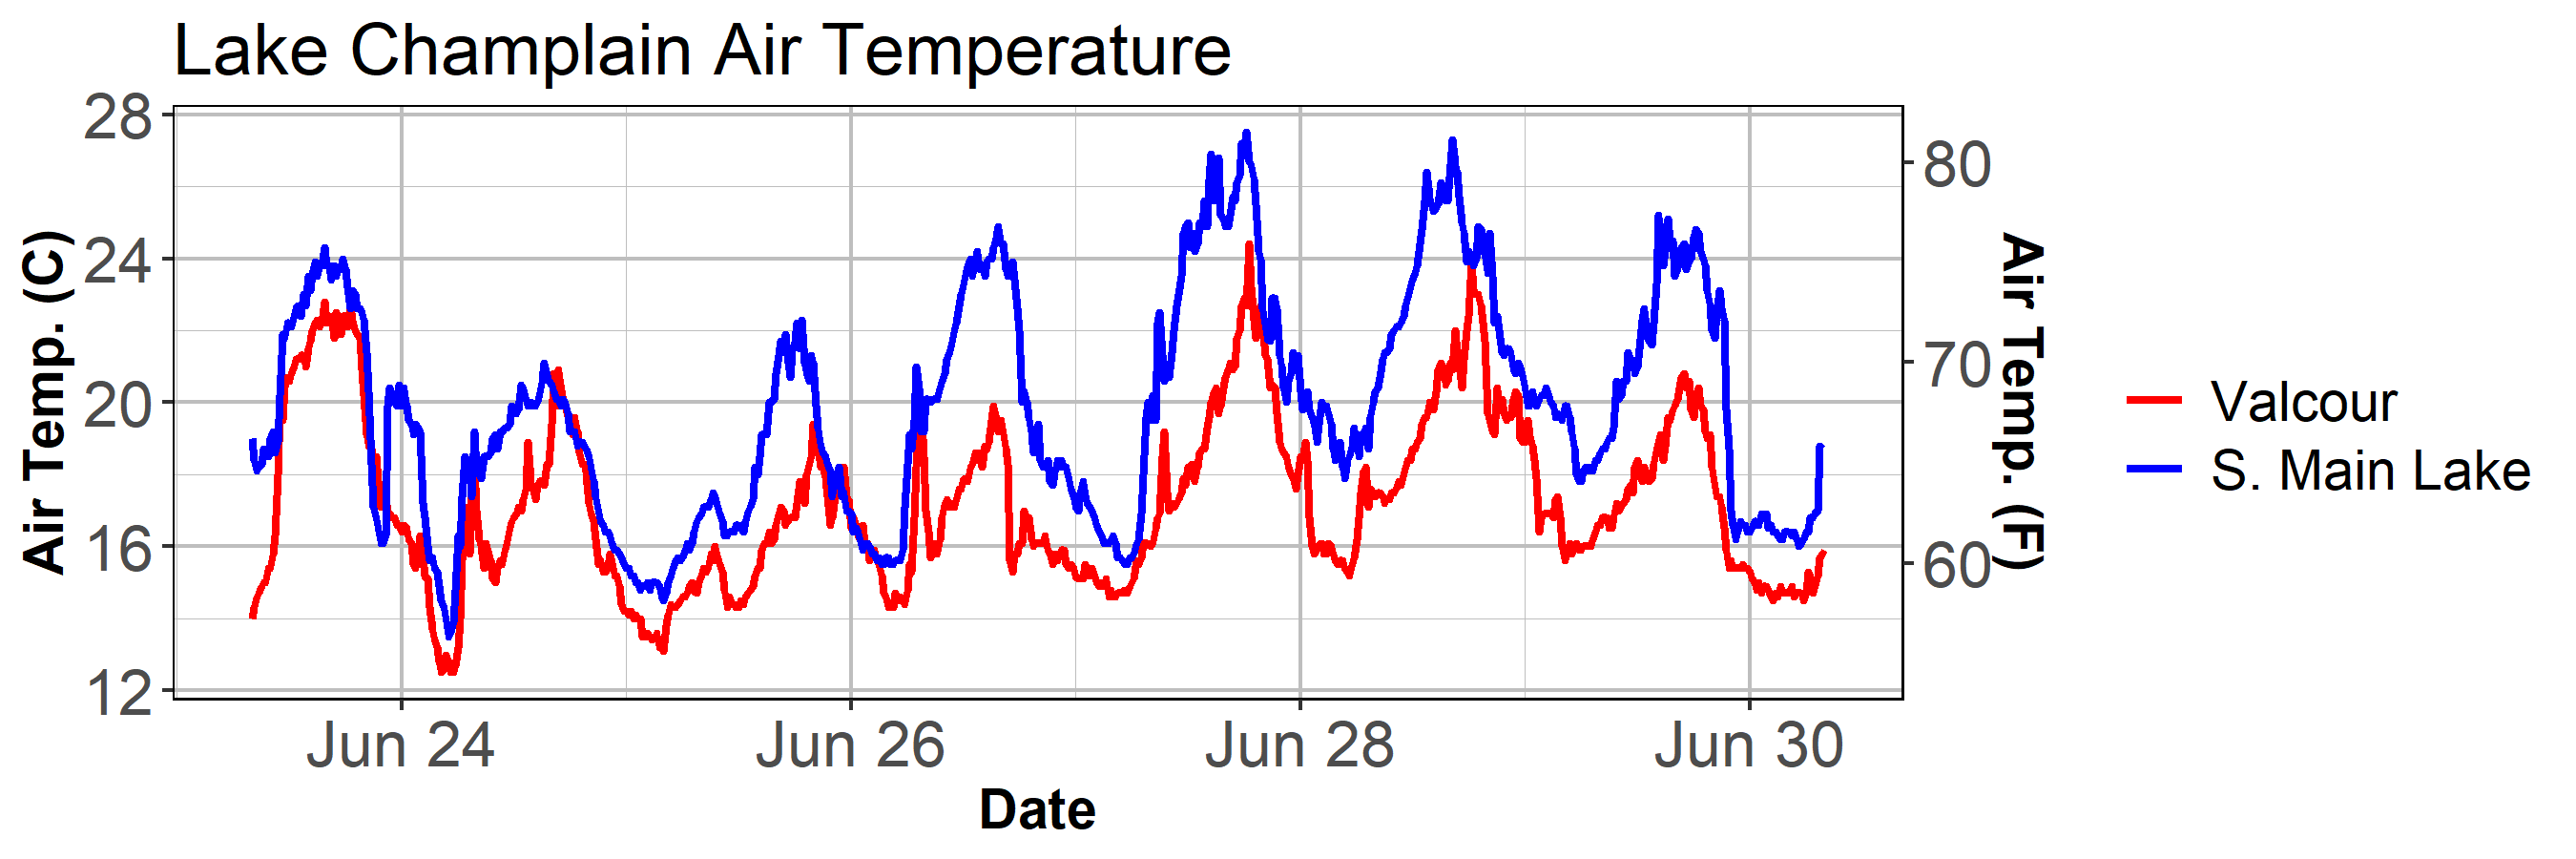 Lake Champlain Air Temperature
28
24
20
16
12
Air Temp. (C)
80
70
60
Air Temp. (F)
Jun 24
Jun 26
Jun 28
Jun 30
Date
Valcour
S. Main Lake